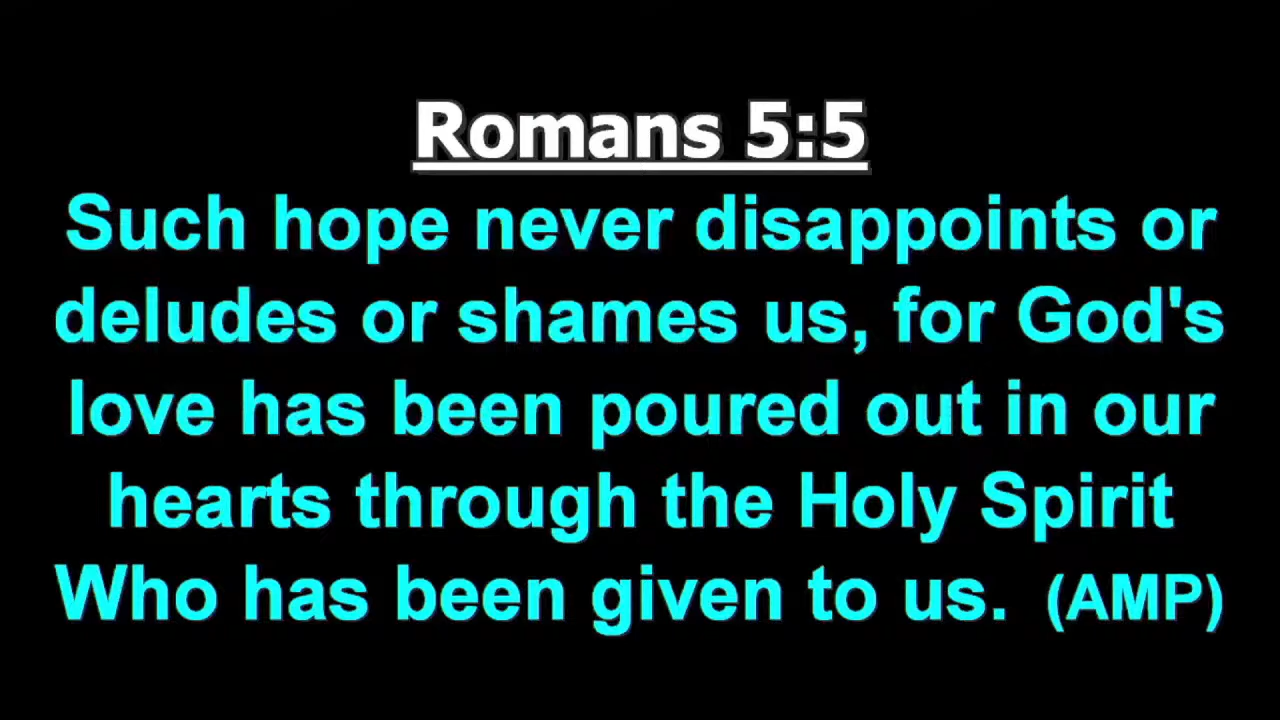 Romans 5:5
Such hope never disappoints or
deludes or shames us, for God's
love has been poured out in our
hearts through the Holy Spirit
Who has been given to us. (AMP)